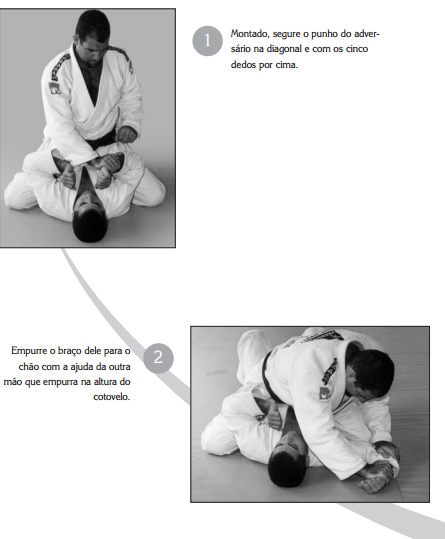 1
Montado, segure o punho do adver-
sário na diagonal e com os cinco
dedos por cima.
2
Empurre o braço dele para o
chão com a ajuda da outra
mão que empurra na altura do
cotovelo.